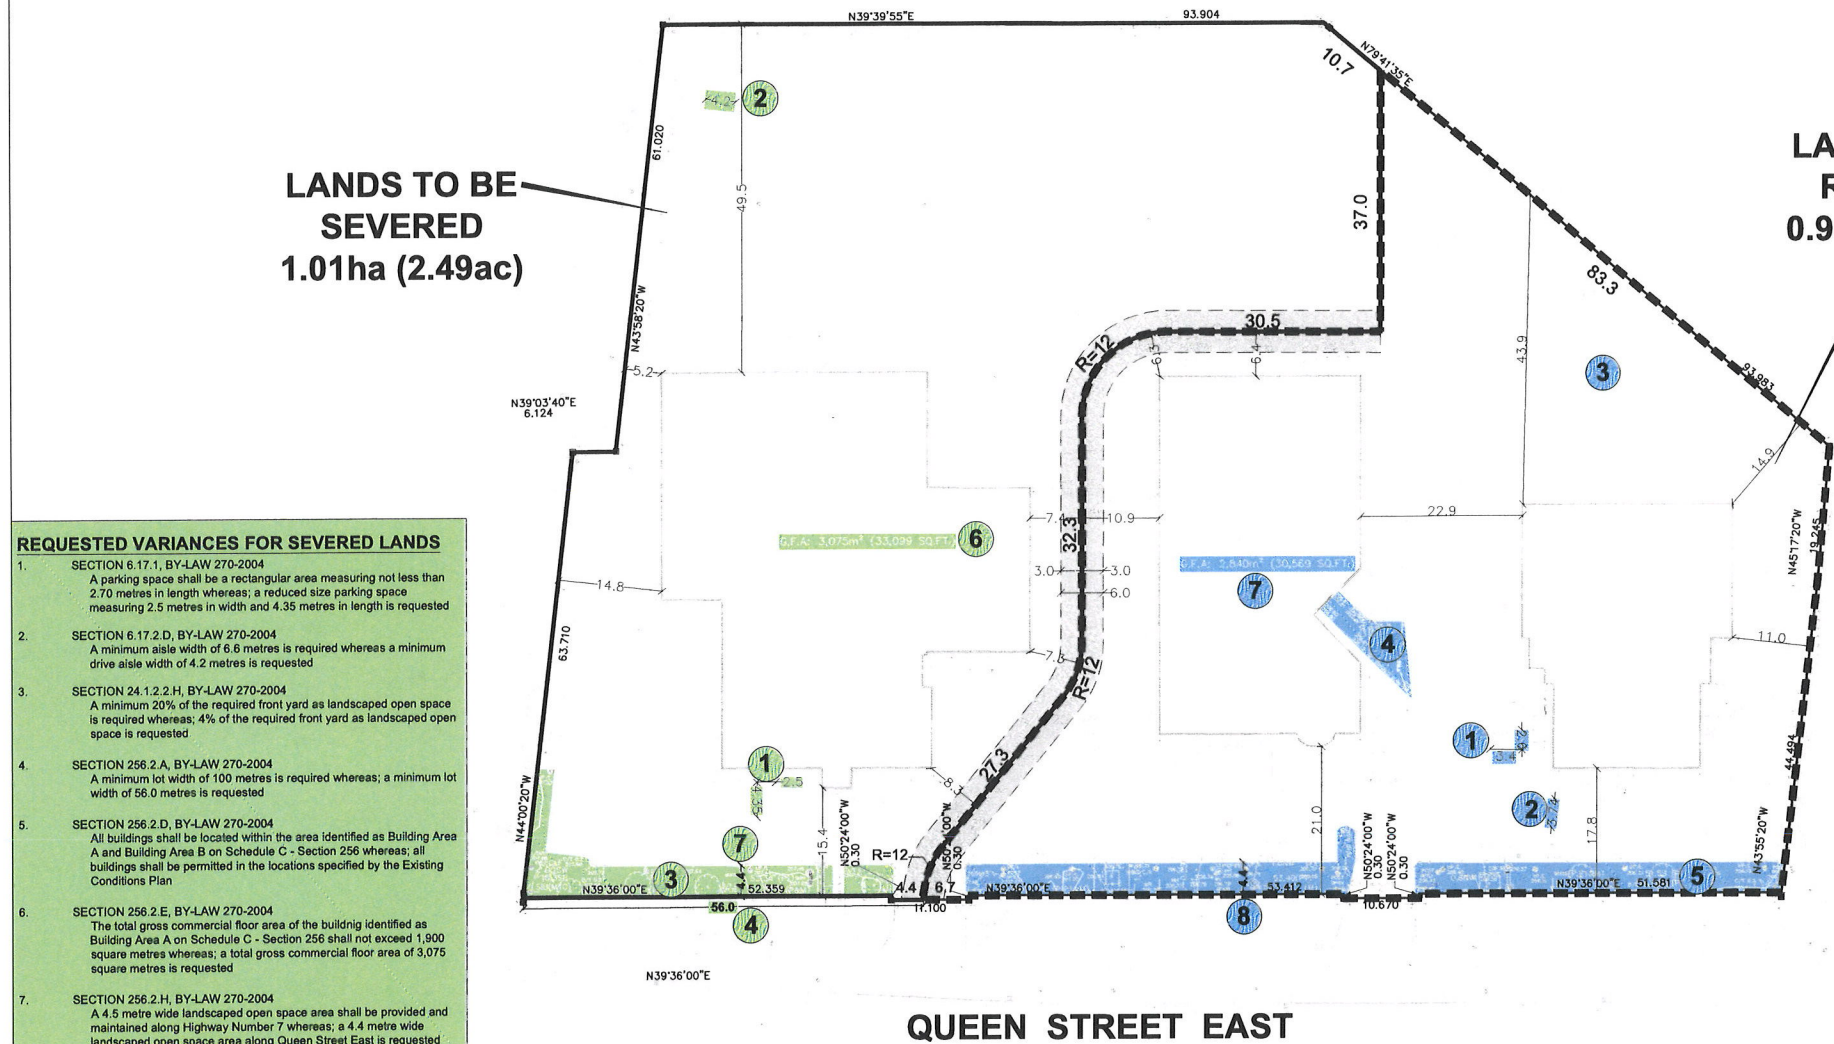 N39°39'55"E
93.904
N79°41'35"E
10.7
4.2
2
61.020
49.5
LANDS TO BE
SEVERED
1.01ha (2.49ac)
LA
R
0.9
37.0
83.3
43.9
93.983
3
N43°58'20"W
30.5
R=12
6.3
6.4
5.2
N39°03'40"E
6.124
14.9
N45°17'20"W
19.245
22.9
7.4
10.9
32.3
G.F.A: 3,075m² (33,099 SQ.FT.)
6
G.F.A: 2,840m² (30,569 SQ.FT.)
7
3.0
3.0
6.0
14.8
4
11.0
63.710
7.3
R=12
27.3
8.3
1
2.5
4.35
1
2
21.0
17.8
44.494
N43°55'20"W
N44°00'20"W
15.4
7
N50°24'00"W
0.30
R=12
N50°24'00"W
0.30
N50°24'00"W
0.30
N50°24'00"W
0.30
3
N39°36'00"E
4.4
52.359
4.4
6.7
N39°36'00"E
4.4
53.412
N39°36'00"E
51.581
5
56.0
4
11.100
8
10.670
N39°36'00"E
QUEEN STREET EAST
REQUESTED VARIANCES FOR SEVERED LANDS
1. SECTION 6.17.1, BY-LAW 270-2004
A parking space shall be a rectangular area measuring not less than
2.70 metres in length whereas; a reduced size parking space
measuring 2.5 metres in width and 4.35 metres in length is requested
2. SECTION 6.17.2.D, BY-LAW 270-2004
A minimum aisle width of 6.6 metres is required whereas a minimum
drive aisle width of 4.2 metres is requested
3. SECTION 24.1.2.2.H, BY-LAW 270-2004
A minimum 20% of the required front yard as landscaped open space
is required whereas; 4% of the required front yard as landscaped open
space is requested
4. SECTION 256.2.A, BY-LAW 270-2004
A minimum lot width of 100 metres is required whereas; a minimum lot
width of 56.0 metres is requested
5. SECTION 256.2.D, BY-LAW 270-2004
All buildings shall be located within the area identified as Building Area
A and Building Area B on Schedule C - Section 256 whereas; all
buildings shall be permitted in the locations specified by the Existing
Conditions Plan
6. SECTION 256.2.E, BY-LAW 270-2004
The total gross commercial floor area of the buildnig identified as
Building Area A on Schedule C - Section 256 shall not exceed 1,900
square metres whereas; a total gross commercial floor area of 3,075
square metres is requested
7. SECTION 256.2.H, BY-LAW 270-2004
A 4.5 metre wide landscaped open space area shall be provided and
maintained along Highway Number 7 whereas; a 4.4 metre wide
landscaped open space area along Queen Street East is requested